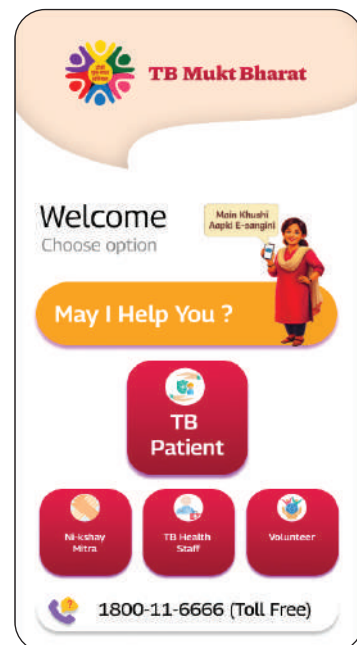 TB Mukt Bharat
Welcome
Choose option
Main Khushi
Aapki E-sangini
May I Help You ?
TB
Patient
Ni-kshay
Mitra
TB Health
Staff
Volunteer
1800-11-6666 (Toll Free)